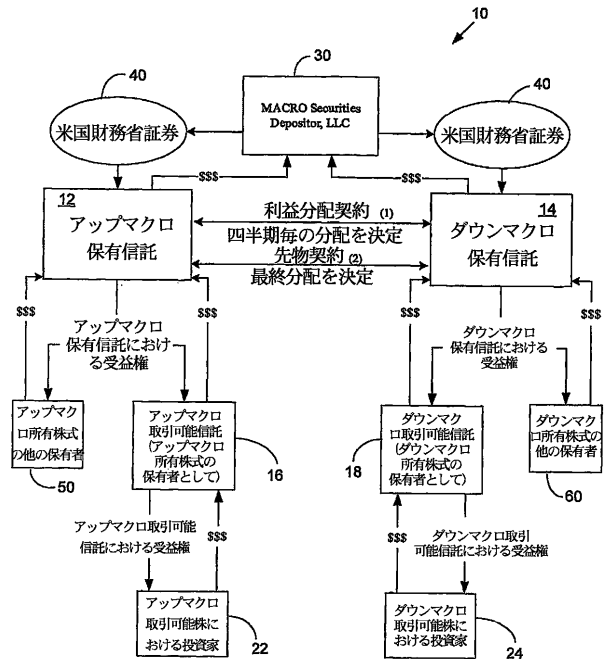 10
30
40
40
MACRO Securities
Depositor, LLC
米国財務省証券
米国財務省証券
$$$
$$$
12
アップマクロ
保有信託
利益分配契約 (1)
四半期毎の分配を決定
先物契約 (2)
最終分配を決定
14
ダウンマクロ
保有信託
$$$
アップマクロ
保有信託におけ
る受益権
$$$
$$$
ダウンマクロ
保有信託における
受益権
$$$
アップマク
ロ所有株式
の他の保有者
50
アップマクロ
取引可能信託
(アップマクロ
所有株式の
保有者として)
16
18
ダウンマク
ロ取引可能信託
(ダウンマクロ
所有株式の
保有者として)
ダウンマク
ロ所有株式の
他の保有者
60
アップマクロ取引可能
信託における受益権
$$$
$$$
ダウンマクロ取引
可能信託における受益権
アップマクロ
取引可能株に
おける投資家
22
ダウンマクロ
取引可能株に
おける投資家
24